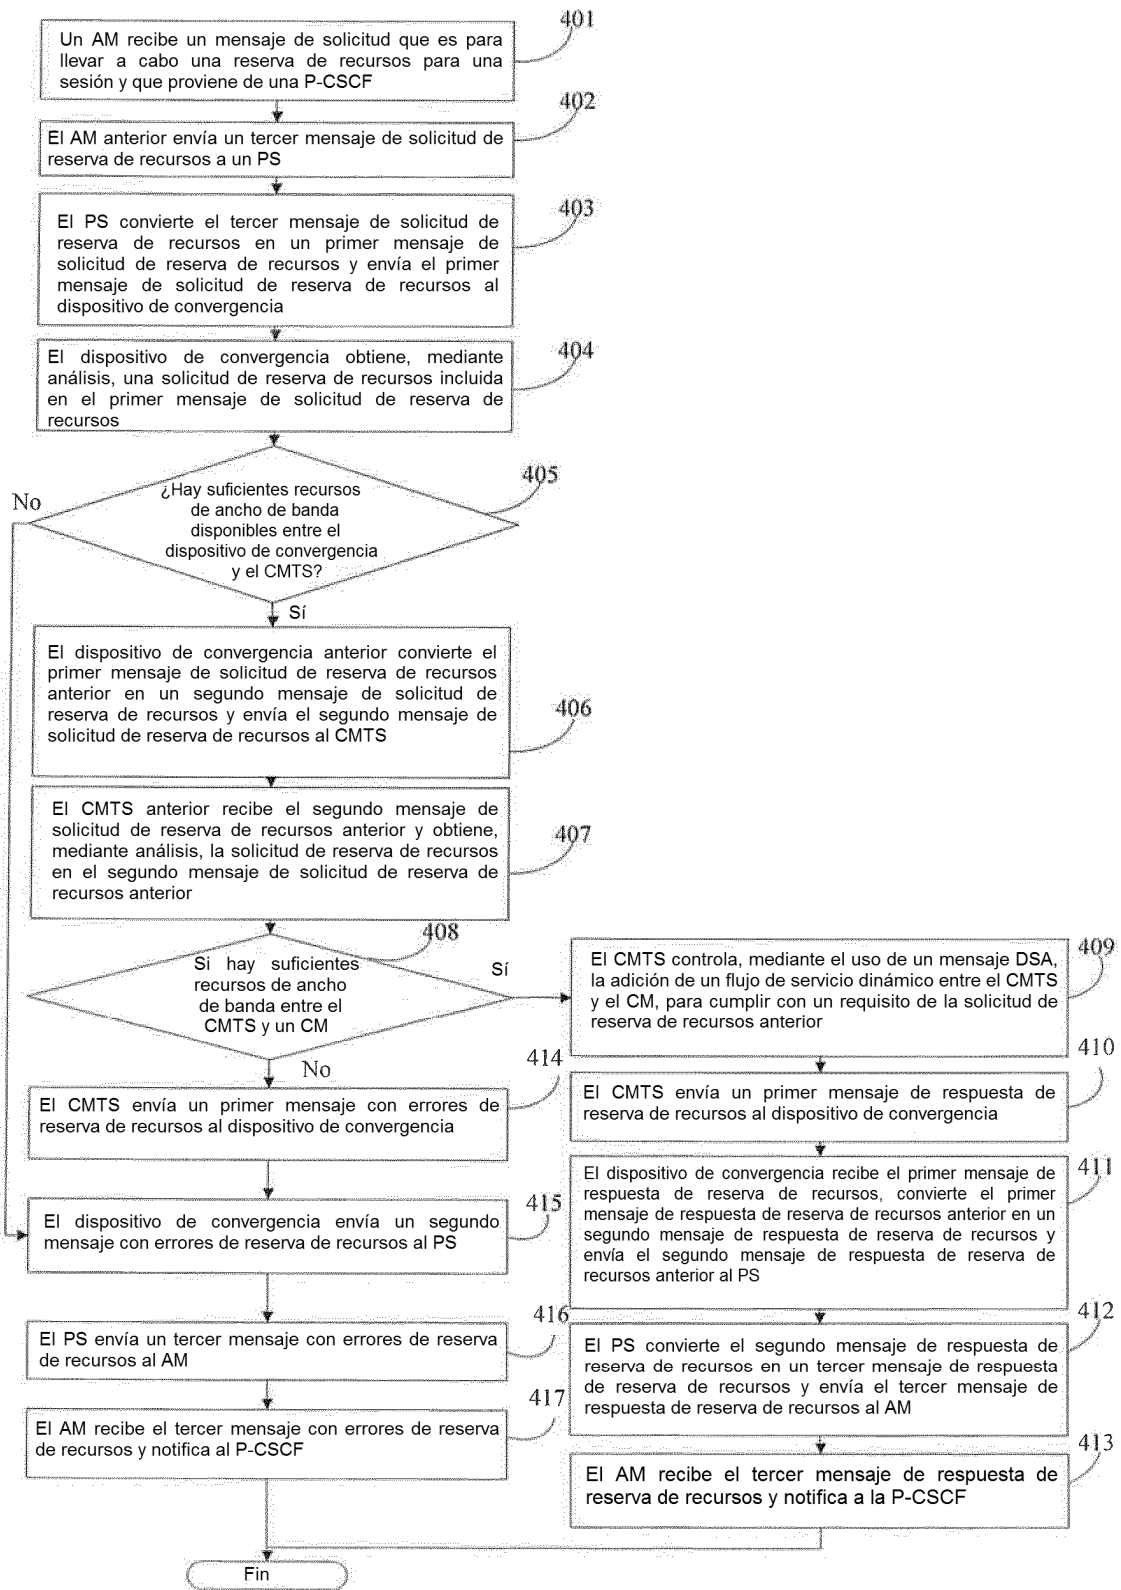 401
Un AM recibe un mensaje de solicitud que es para
llevar a cabo una reserva de recursos para una
sesión y que proviene de una P-CSCF
402
El AM anterior envía un tercer mensaje de solicitud de
reserva de recursos a un PS
403
El PS convierte el tercer mensaje de solicitud de
reserva de recursos en un primer mensaje de
solicitud de reserva de recursos y envía el primer
mensaje de solicitud de reserva de recursos al
dispositivo de convergencia
404
El dispositivo de convergencia obtiene, mediante
análisis, una solicitud de reserva de recursos incluida
en el primer mensaje de solicitud de reserva de
recursos
405
No
¿Hay suficientes recursos
de ancho de banda
disponibles entre el
dispositivo de convergencia
y el CMTS?
Sí
El dispositivo de convergencia anterior convierte el
primer mensaje de solicitud de reserva de recursos
anterior en un segundo mensaje de solicitud de
reserva de recursos y envía el segundo mensaje de
solicitud de reserva de recursos al CMTS
406
El CMTS anterior recibe el segundo mensaje de
solicitud de reserva de recursos anterior y obtiene,
mediante análisis, la solicitud de reserva de recursos
en el segundo mensaje de solicitud de reserva de
recursos anterior
407
408
Si hay suficientes
recursos de ancho
de banda entre el
CMTS y un CM
Sí
No
409
El CMTS controla, mediante el uso de un mensaje DSA,
la adición de un flujo de servicio dinámico entre el CMTS
y el CM, para cumplir con un requisito de la solicitud de
reserva de recursos anterior
414
El CMTS envía un primer mensaje con errores de
reserva de recursos al dispositivo de convergencia
410
El CMTS envía un primer mensaje de respuesta de
reserva de recursos al dispositivo de convergencia
415
El dispositivo de convergencia envía un segundo
mensaje con errores de reserva de recursos al PS
411
El dispositivo de convergencia recibe el primer mensaje de
respuesta de reserva de recursos, convierte el primer
mensaje de respuesta de reserva de recursos anterior en un
segundo mensaje de respuesta de reserva de recursos y
envía el segundo mensaje de respuesta de reserva de
recursos anterior al PS
416
El PS envía un tercer mensaje con errores de reserva
de recursos al AM
412
El PS convierte el segundo mensaje de respuesta de
reserva de recursos en un tercer mensaje de respuesta
de reserva de recursos y envía el tercer mensaje de
respuesta de reserva de recursos al AM
417
El AM recibe el tercer mensaje con errores de reserva
de recursos y notifica al P-CSCF
413
El AM recibe el tercer mensaje de respuesta de
reserva de recursos y notifica a la P-CSCF
Fin